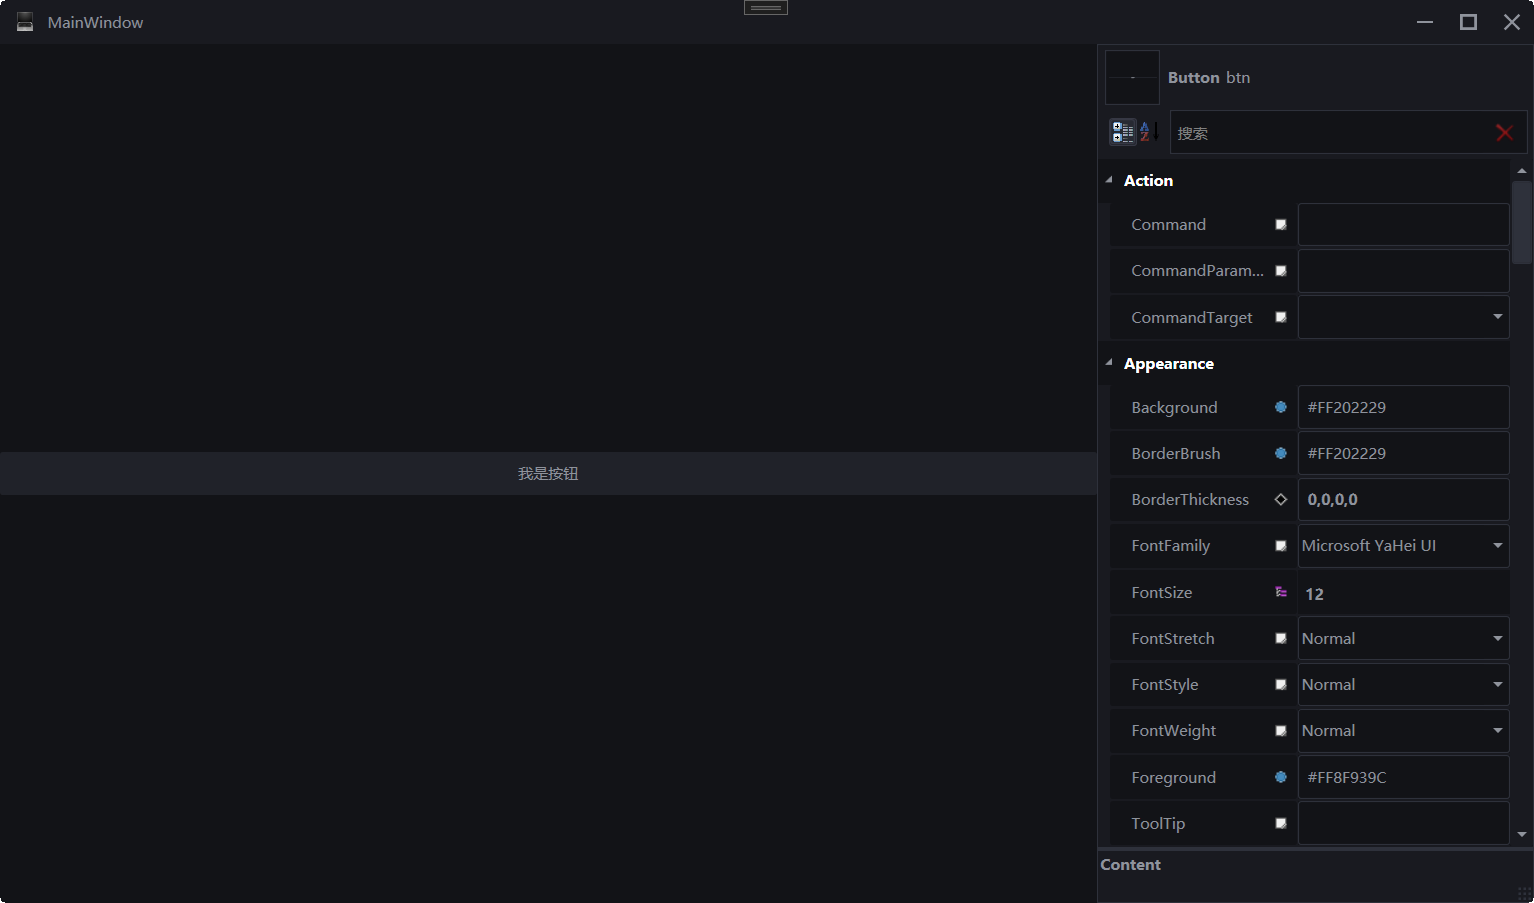 MainWindow
Button btn
搜索
Action
Command
CommandParam...
CommandTarget
Appearance
Background #FF202229
BorderBrush #FF202229
BorderThickness 0,0,0,0
FontFamily Microsoft YaHei UI
我是按钮
FontSize 12
FontStretch Normal
FontStyle Normal
FontWeight Normal
Foreground #FF8F939C
ToolTip
Content